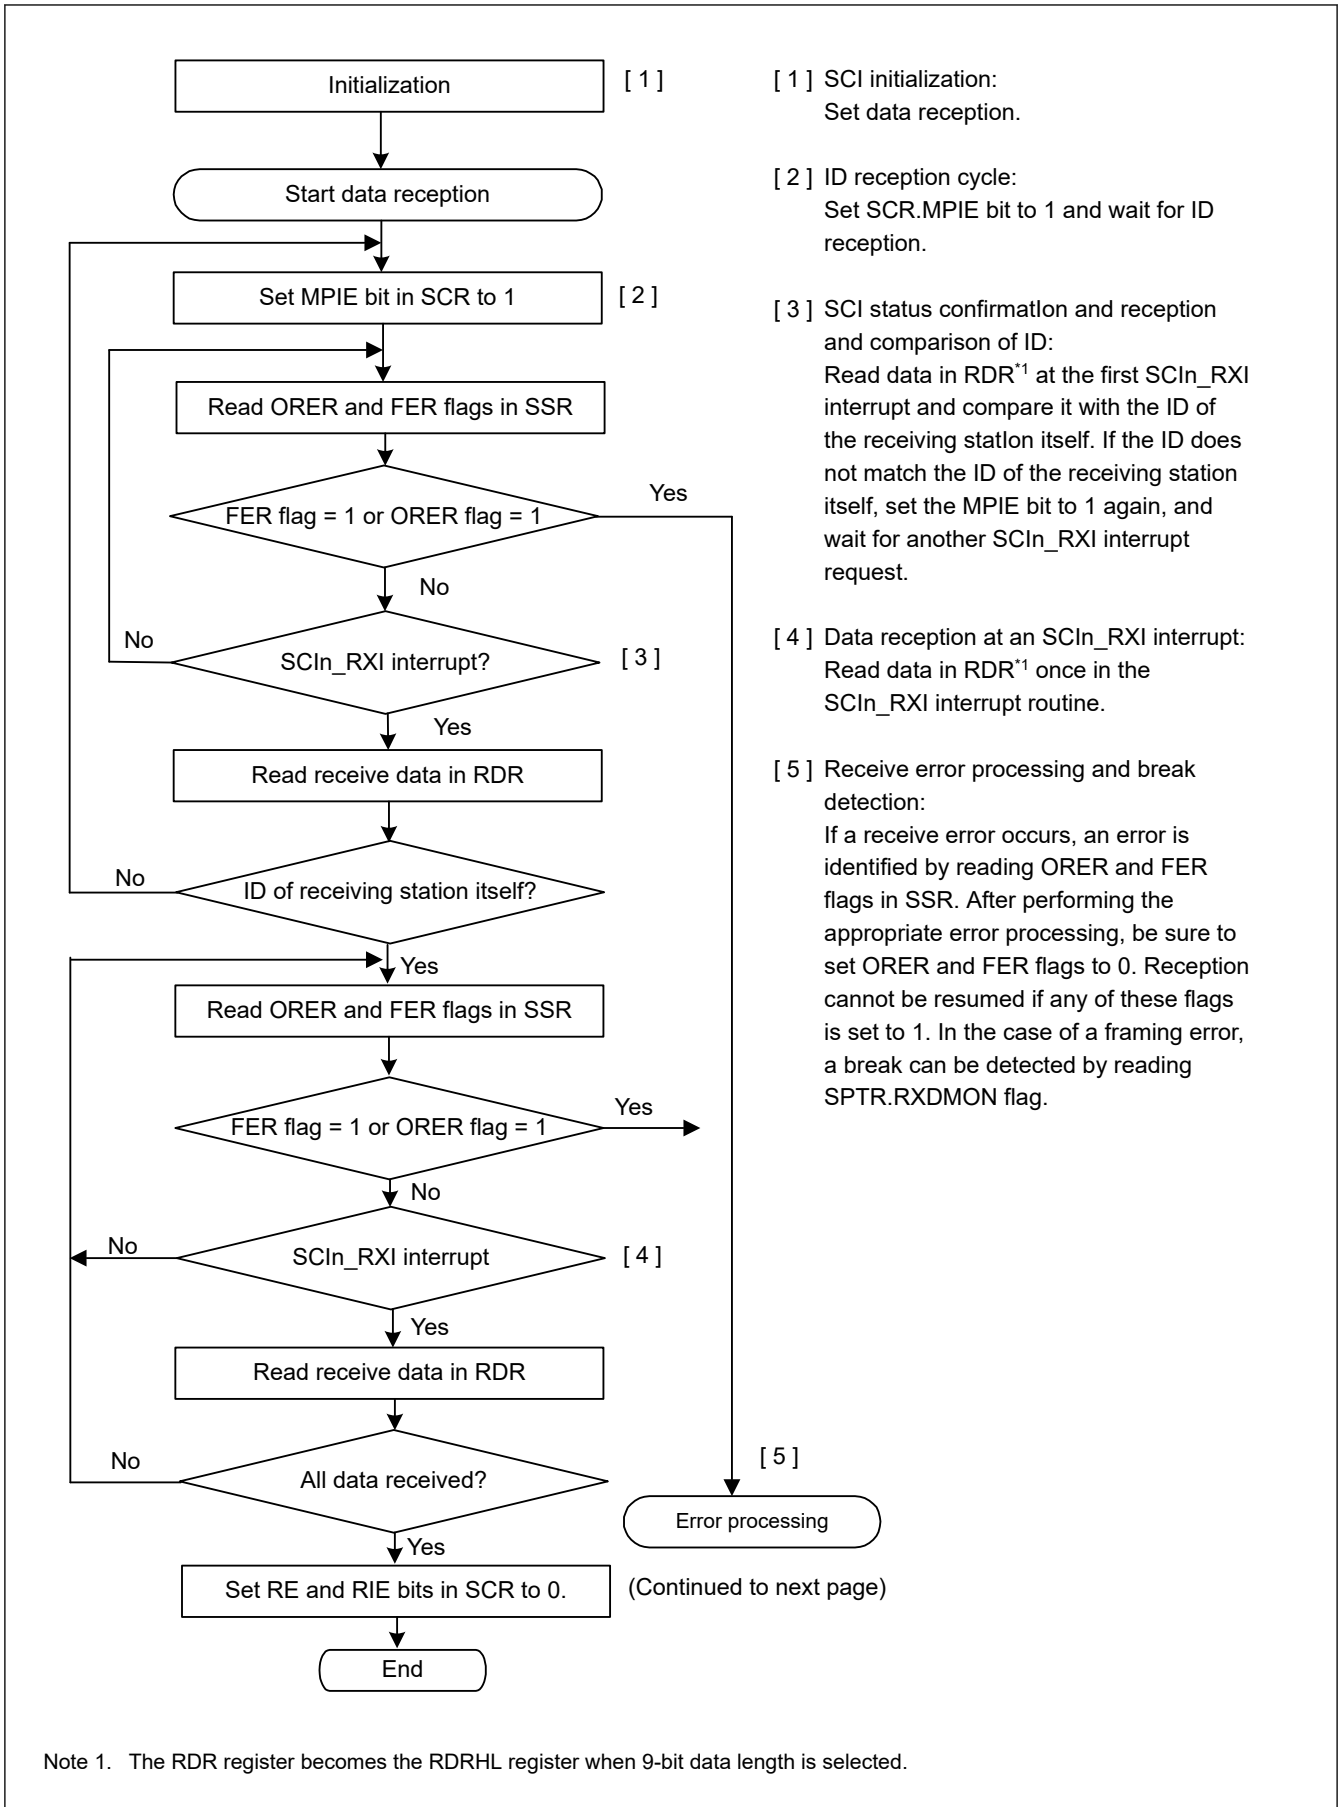 Initialization
[ 1 ]
Start data reception
Set MPIE bit in SCR to 1
[ 2 ]
Read ORER and FER flags in SSR
FER flag = 1 or ORER flag = 1
Yes
No
No
SCIn_RXI interrupt?
[ 3 ]
Yes
Read receive data in RDR
No
ID of receiving station itself?
Yes
Read ORER and FER flags in SSR
FER flag = 1 or ORER flag = 1
Yes
No
No
SCIn_RXI interrupt
[ 4 ]
Yes
Read receive data in RDR
No
All data received?
[ 5 ]
Error processing
Yes
Set RE and RIE bits in SCR to 0.
(Continued to next page)
End
[ 1 ] SCI initialization:
Set data reception.
[ 2 ] ID reception cycle:
Set SCR.MPIE bit to 1 and wait for ID
reception.
[ 3 ] SCI status confirmatIon and reception
and comparison of ID:
Read data in RDR*1 at the first SCIn_RXI
interrupt and compare it with the ID of
the receiving statIon itself. If the ID does
not match the ID of the receiving station
itself, set the MPIE bit to 1 again, and
wait for another SCIn_RXI interrupt
request.
[ 4 ] Data reception at an SCIn_RXI interrupt:
Read data in RDR*1 once in the
SCIn_RXI interrupt routine.
[ 5 ] Receive error processing and break
detection:
If a receive error occurs, an error is
identified by reading ORER and FER
flags in SSR. After performing the
appropriate error processing, be sure to
set ORER and FER flags to 0. Reception
cannot be resumed if any of these flags
is set to 1. In the case of a framing error,
a break can be detected by reading
SPTR.RXDMON flag.
Note 1. The RDR register becomes the RDRHL register when 9-bit data length is selected.